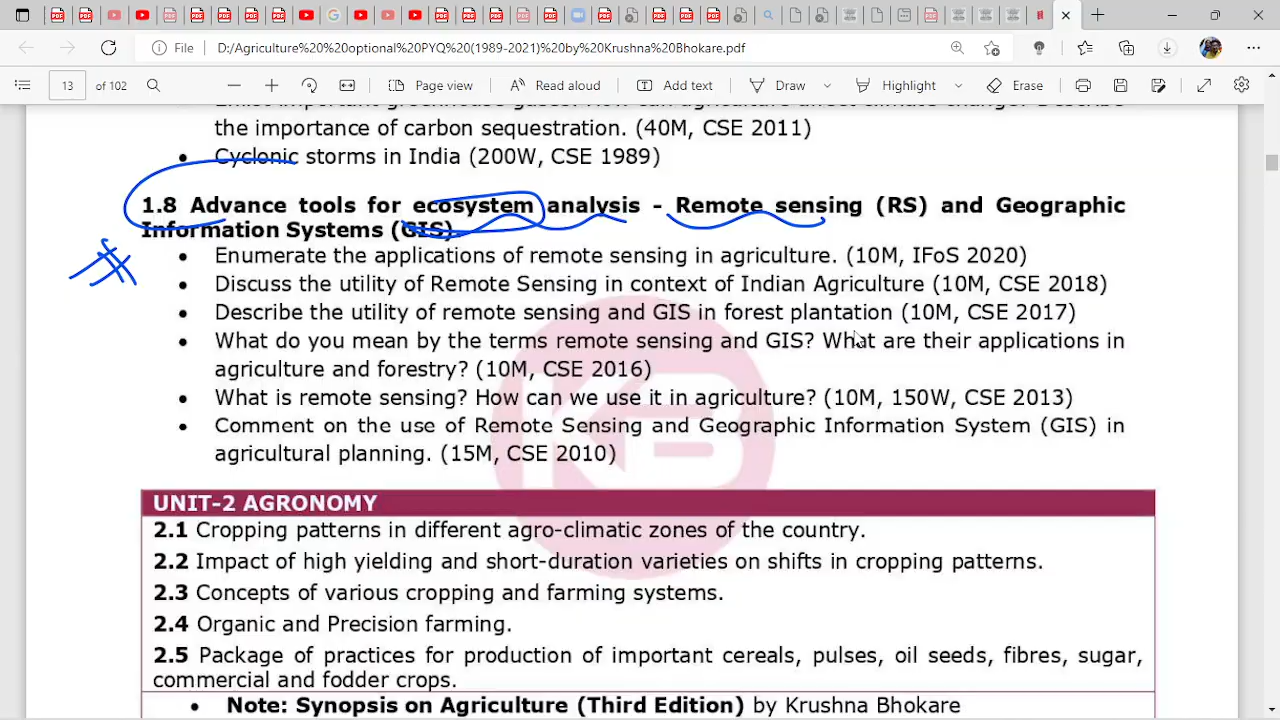 File
D:/Agriculture%20%20optional%20PYQ%20(1989-2021)%20by%20Krushna%20Bhokare.pdf
13
of 102
Page view
Read aloud
Add text
Draw
Highlight
Erase
the importance of carbon sequestration. (40M, CSE 2011)
• Cyclonic storms in India (200W, CSE 1989)
1.8 Advance tools for ecosystem analysis - Remote sensing (RS) and Geographic
Information Systems (GIS).
• Enumerate the applications of remote sensing in agriculture. (10M, IFoS 2020)
• Discuss the utility of Remote Sensing in context of Indian Agriculture (10M, CSE 2018)
• Describe the utility of remote sensing and GIS in forest plantation (10M, CSE 2017)
• What do you mean by the terms remote sensing and GIS? What are their applications in
agriculture and forestry? (10M, CSE 2016)
• What is remote sensing? How can we use it in agriculture? (10M, 150W, CSE 2013)
• Comment on the use of Remote Sensing and Geographic Information System (GIS) in
agricultural planning. (15M, CSE 2010)
KB
UNIT-2 AGRONOMY
2.1 Cropping patterns in different agro-climatic zones of the country.
2.2 Impact of high yielding and short-duration varieties on shifts in cropping patterns.
2.3 Concepts of various cropping and farming systems.
2.4 Organic and Precision farming.
2.5 Package of practices for production of important cereals, pulses, oil seeds, fibres, sugar,
commercial and fodder crops.
• Note: Synopsis on Agriculture (Third Edition) by Krushna Bhokare